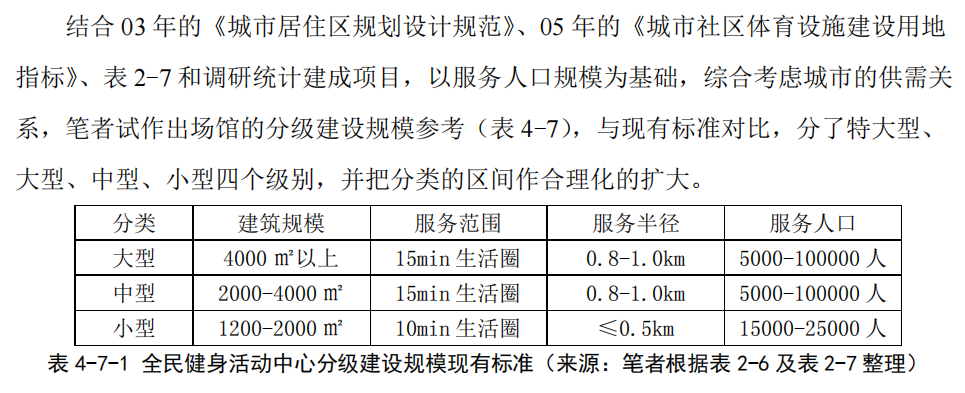 结合 03 年的《城市居住区规划设计规范》、05 年的《城市社区体育设施建设用地
指标》、表 2-7 和调研统计建成项目，以服务人口规模为基础，综合考虑城市的供需关
系，笔者试作出场馆的分级建设规模参考（表 4-7），与现有标准对比，分了特大型、
大型、中型、小型四个级别，并把分类的区间作合理化的扩大。
分类 建筑规模 服务范围 服务半径 服务人口
大型 4000 ㎡以上 15min 生活圈 0.8-1.0km 5000-100000 人
中型 2000-4000 ㎡ 15min 生活圈 0.8-1.0km 5000-100000 人
小型 1200-2000 ㎡ 10min 生活圈 ≤0.5km 15000-25000 人
表 4-7-1 全民健身活动中心分级建设规模现有标准（来源：笔者根据表 2-6 及表 2-7 整理）